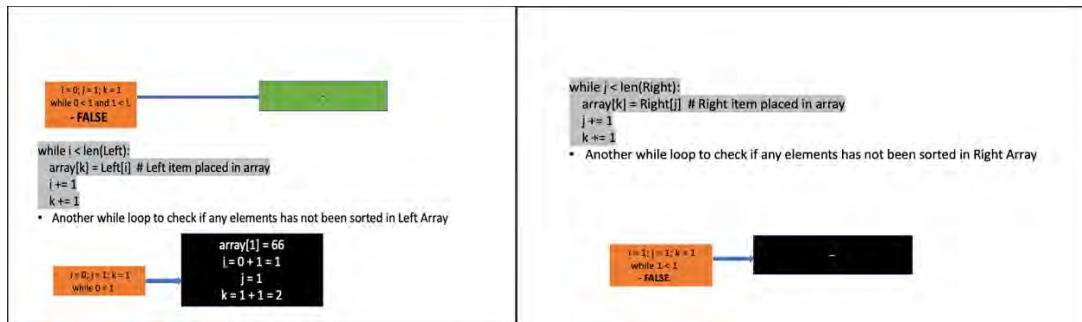 i = 0; j = 1; k = 1
while 0 < 1 and 1 < 1
- FALSE
–
while i < len(Left):
array[k] = Left[i] # Left item placed in array
i += 1
k += 1
• Another while loop to check if any elements has not been sorted in Left Array
i = 0; j = 1; k = 1
while 0 < 1
array[1] = 66
i = 0 + 1 = 1
j = 1
k = 1 + 1 = 2
while j < len(Right):
array[k] = Right[j] # Right item placed in array
j += 1
k += 1
• Another while loop to check if any elements has not been sorted in Right Array
i = 1; j = 1; k = 1
while 1 < 1
- FALSE
–